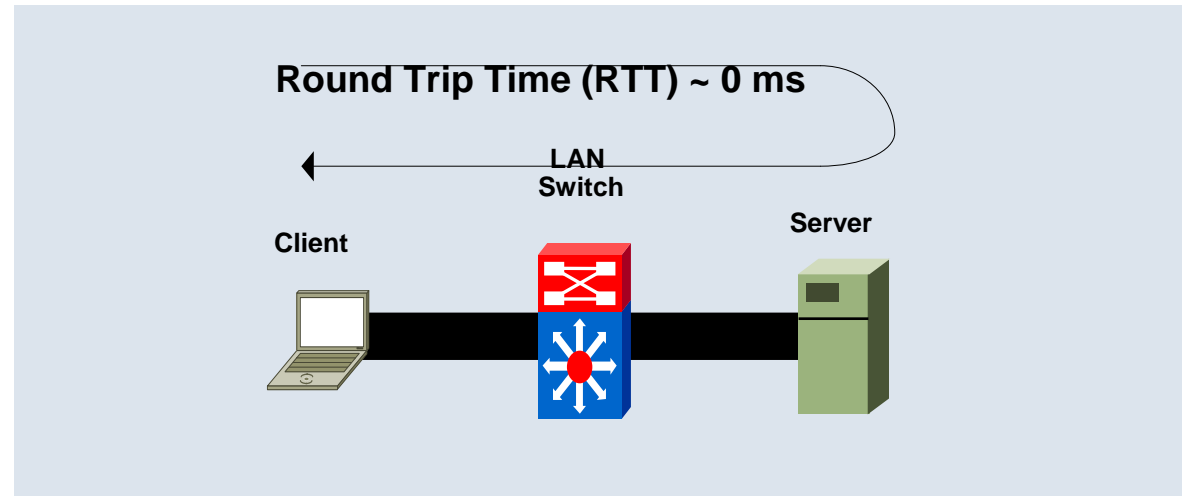 Round Trip Time (RTT) ~ 0 ms
LAN
Switch
Server
Client